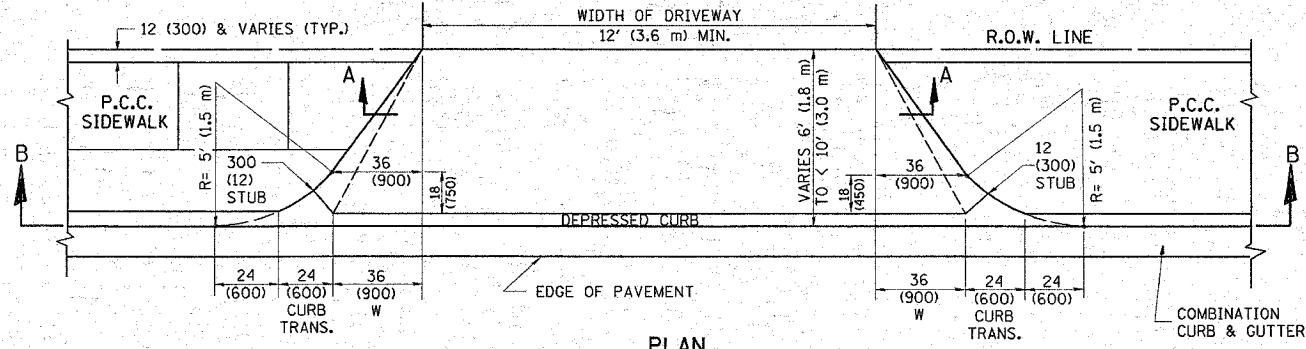 12 (300) & VARIES (TYP.)
WIDTH OF DRIVEWAY
12' (3.6 m) MIN.
R.O.W. LINE
A
A
P.C.C.
SIDEWALK
P.C.C.
SIDEWALK
R= 5' (1.5 m)
VARIES 6' (1.8 m)
TO < 10' (3.0 m)
R= 5' (1.5 m)
B
B
300
(12)
STUB
36
(900)
18
(750)
36
(900)
18
(450)
12
(300)
STUB
DEPRESSED CURB
24
(600)
24
(600)
CURB
TRANS.
36
(900)
W
EDGE OF PAVEMENT
36
(900)
W
24
(600)
CURB
TRANS.
24
(600)
COMBINATION
CURB & GUTTER
PLAN